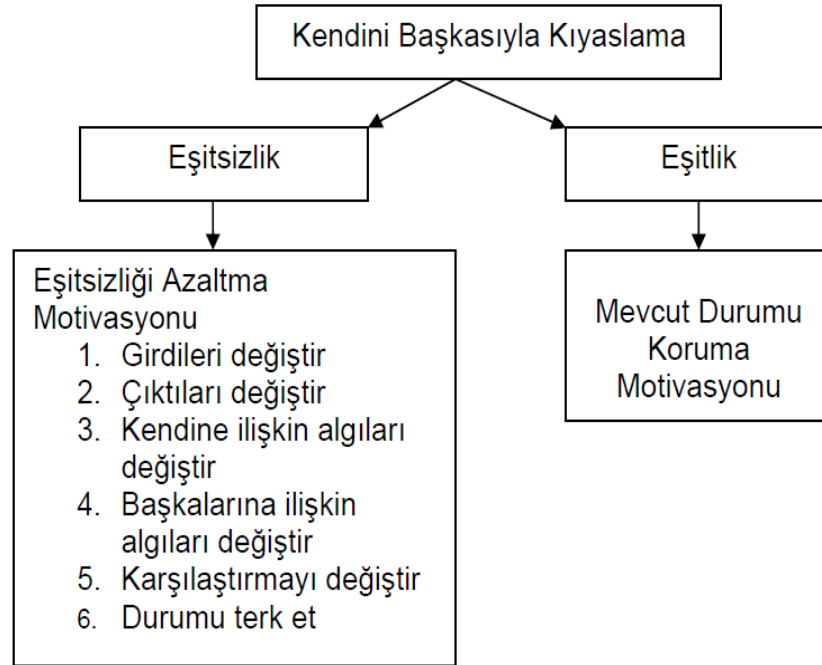 Kendini Başkasıyla Kıyaslama
Eşitsizlik
Eşitlik
Eşitsizliği Azaltma
Motivasyonu
1. Girdileri değiştir
2. Çıktıları değiştir
3. Kendine ilişkin algıları
değiştir
4. Başkalarına ilişkin
algıları değiştir
5. Karşılaştırmayı değiştir
6. Durumu terk et
Mevcut Durumu
Koruma
Motivasyonu